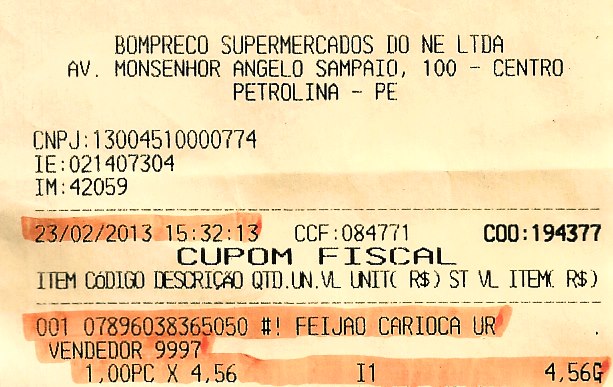 BOMPRECO SUPERMERCADOS DO NE LTDA
AV. MONSENHOR ANGELO SAMPAIO, 100 - CENTRO
PETROLINA - PE
CNPJ:13004510000774
IE:021407304
IM:42059
23/02/2013 15:32:13 CCF:084771 COO:194377
CUPOM FISCAL
ITEM CÓDIGO DESCRIÇÃO QTD.UN.VL UNIT( R$) ST VL ITEM( R$)
001 07896038365050 #! FEIJAO CARIOCA UR
VENDEDOR 9997
1,00PC X 4,56 I1 4,56G